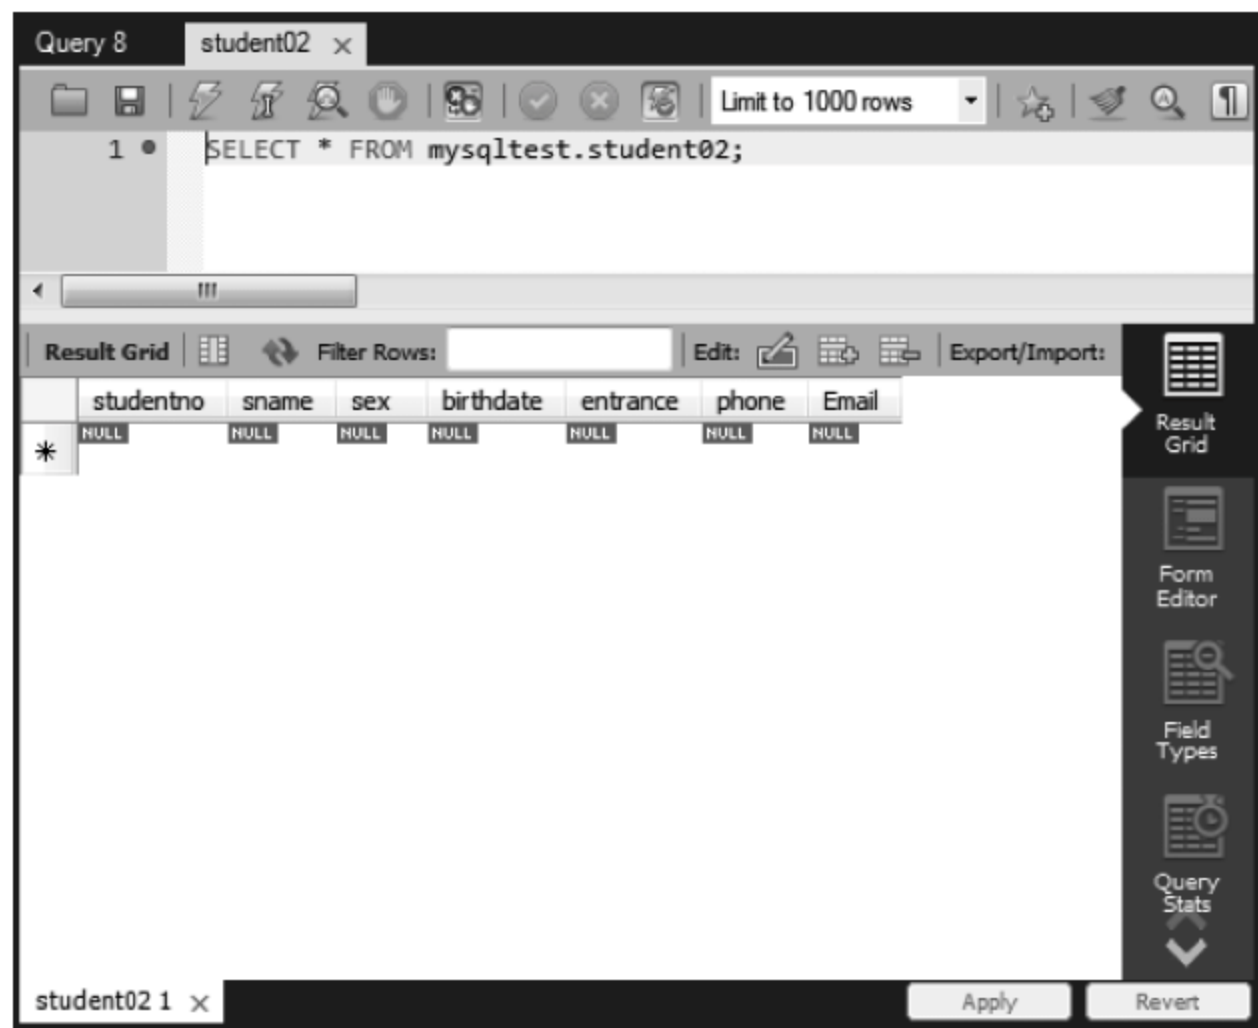 Query 8 student02 ×
Limit to 1000 rows
1 SELECT * FROM mysqltest.student02;
Result Grid Filter Rows: Edit: Export/Import:
studentno sname sex birthdate entrance phone Email
* NULL NULL NULL NULL NULL NULL NULL
Result
Grid
Form
Editor
Field
Types
Query
Stats
student02 1 × Apply Revert